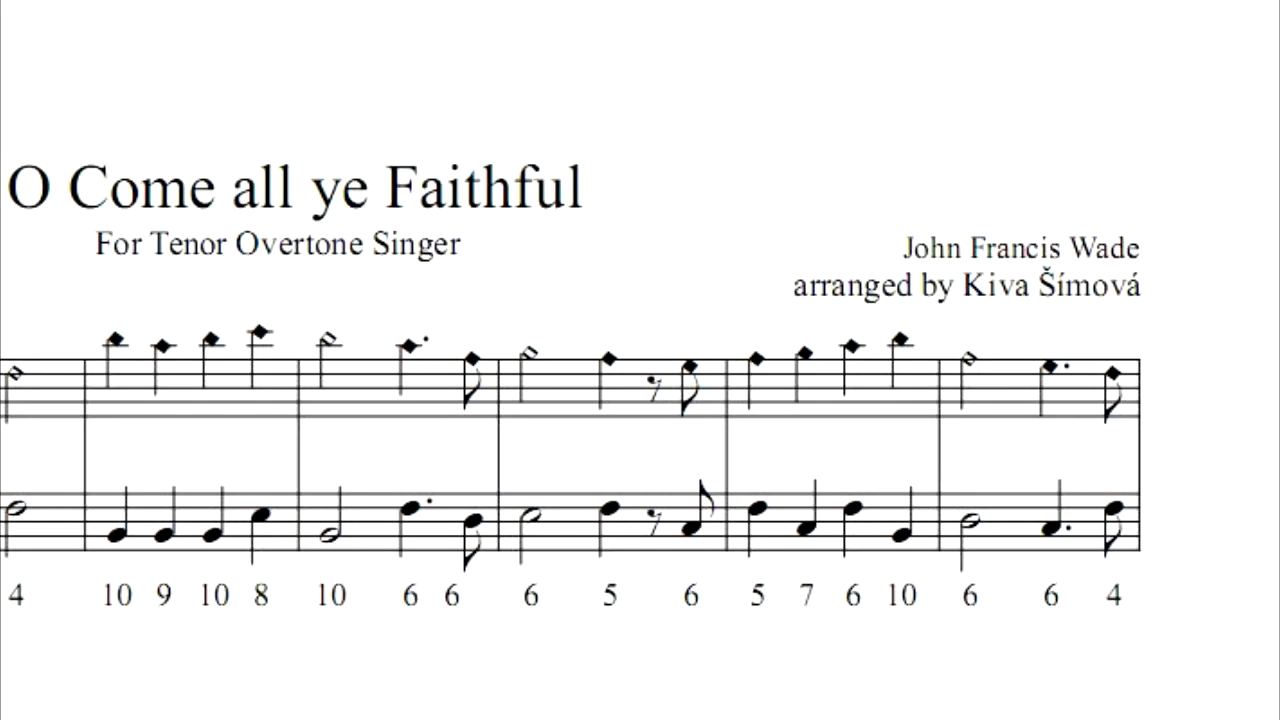 O Come all ye Faithful
For Tenor Overtone Singer
John Francis Wade
arranged by Kiva Šímová
4 10 9 10 8 10 6 6 6 5 6 5 7 6 10 6 6 4